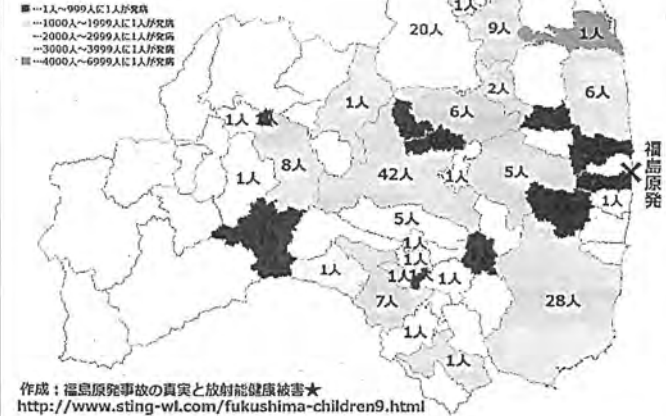 ■…1人～999人に1人が発病
…1000人～1999人に1人が発病
…2000人～2999人に1人が発病
…3000人～3999人に1人が発病
■…4000人～6999人に1人が発病
1人
20人
9人
1人
2人
6人
1人
6人
1人
8人
1人
42人
1人
5人
1人
福島原発
5人
1人
1人
1人
1人
1人
7人
28人
1人
1人
作成：福島原発事故の真実と放射能健康被害★
http://www.sting-wl.com/fukushima-children9.html